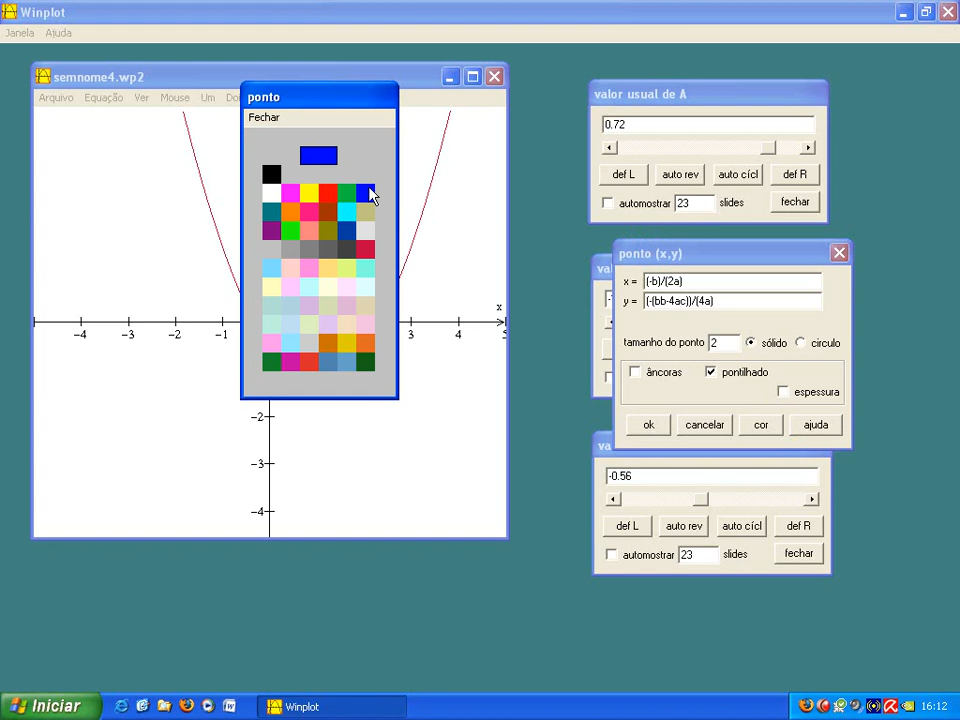 Winplot
Janela Ajuda
semnome4.wp2
Arquivo Equação Ver Mouse Um
ponto
Fechar
x
-4 -3 -2 -1 3 4 5
-2
-3
-4
valor usual de A
0.72
def L auto rev auto cícl def R
automostrar 23 slides fechar
ponto (x,y)
x = (-b)/(2a)
y = (-(bb-4ac))/(4a)
tamanho do ponto 2 sólido circulo
âncoras pontilhado
espessura
ok cancelar cor ajuda
-0.56
def L auto rev auto cícl def R
automostrar 23 slides fechar
Iniciar Winplot 16:12